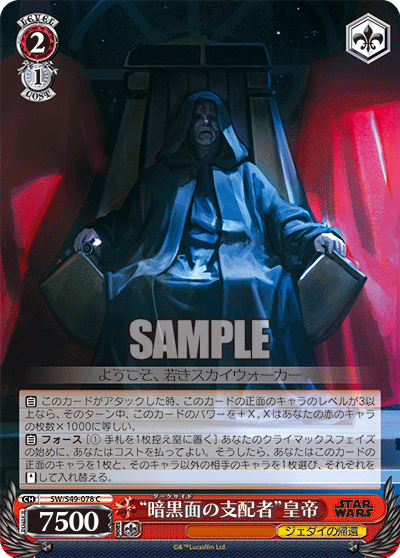 LEVEL
2
1
COST
SAMPLE
ようこそ、若きスカイウォーカー
このカードがアタックした時、このカードの正面のキャラのレベルが3以
上なら、そのターン中、このカードのパワーを＋X。Xはあなたの赤のキャラ
の枚数×1000に等しい。
フォース [① 手札を1枚控え室に置く] あなたのクライマックスフェイズ
の始めに、あなたはコストを払ってよい。そうしたら、あなたはこのカード
の正面のキャラを1枚と、そのキャラ以外の相手のキャラを1枚選び、それぞれを
して入れ替える。
CH
SW/S49-078 C
7500
ダークサイド
“暗黒面の支配者”皇帝
STAR WARS
ジェダイの帰還
©&™Lucasfilm Ltd.